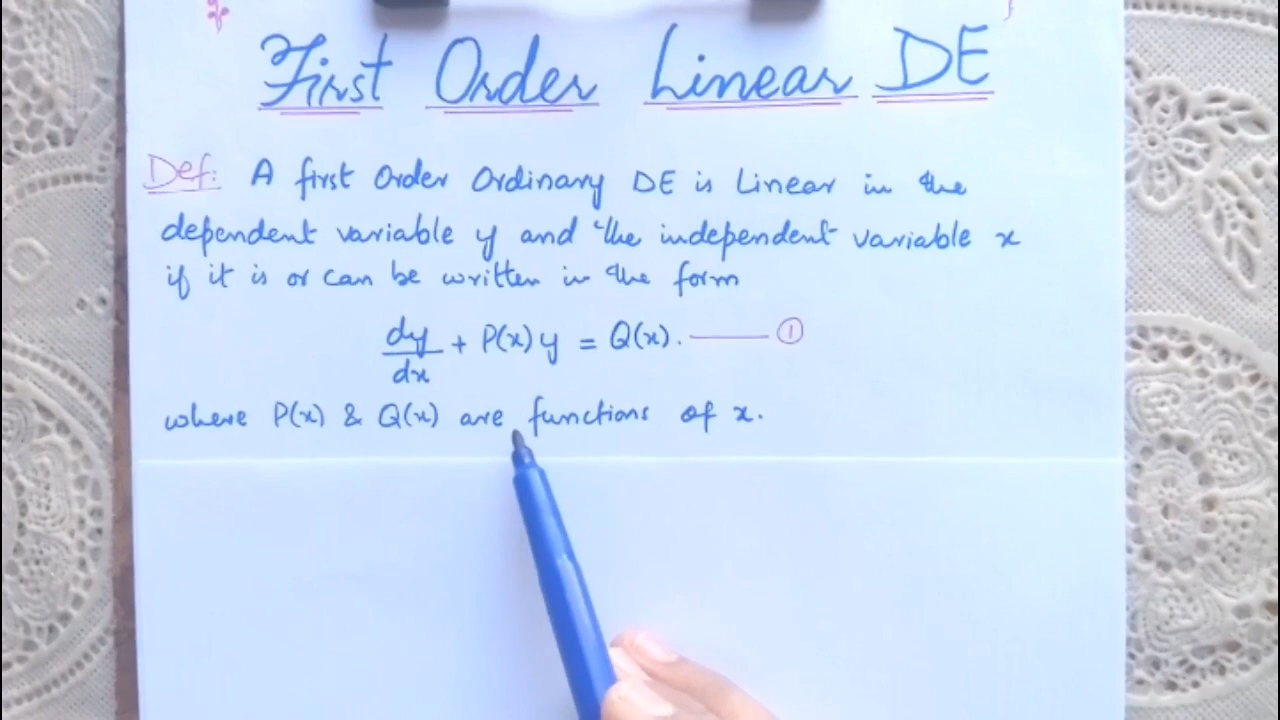 First Order Linear DE
Def: A first Order Ordinary DE is Linear in the
dependent variable y and the independent variable x
if it is or can be written in the form
dy/dx + P(x) y = Q(x). ——— ①
where P(x) & Q(x) are functions of x.